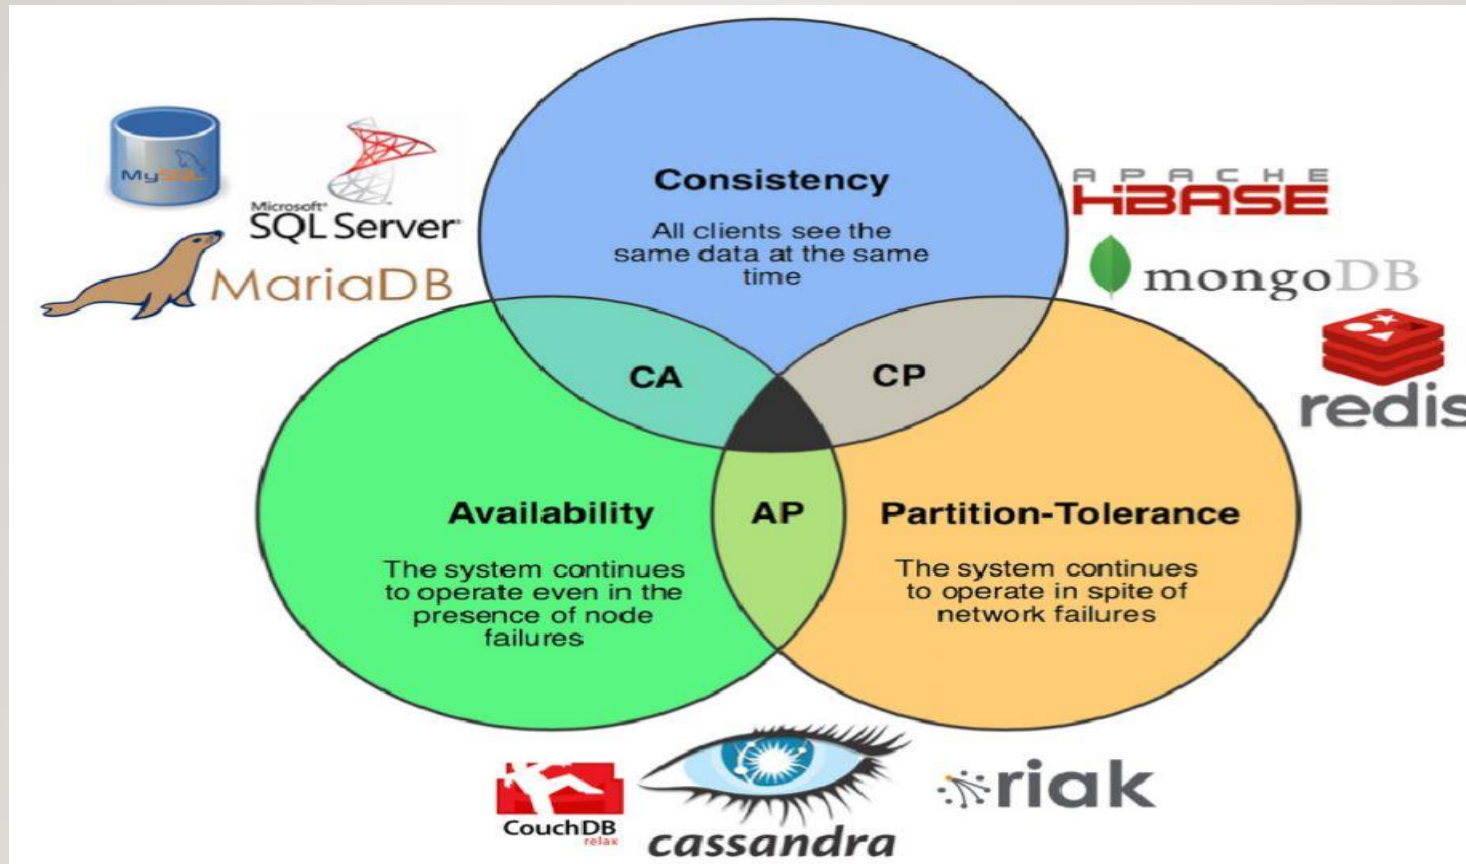 MySQL
Microsoft®
SQL Server®
MariaDB
Consistency
All clients see the
same data at the same
time
APACHE
HBASE
mongoDB
redis
CA
CP
AP
Availability
The system continues
to operate even in the
presence of node
failures
Partition-Tolerance
The system continues
to operate in spite of
network failures
CouchDB
relax
cassandra
riak